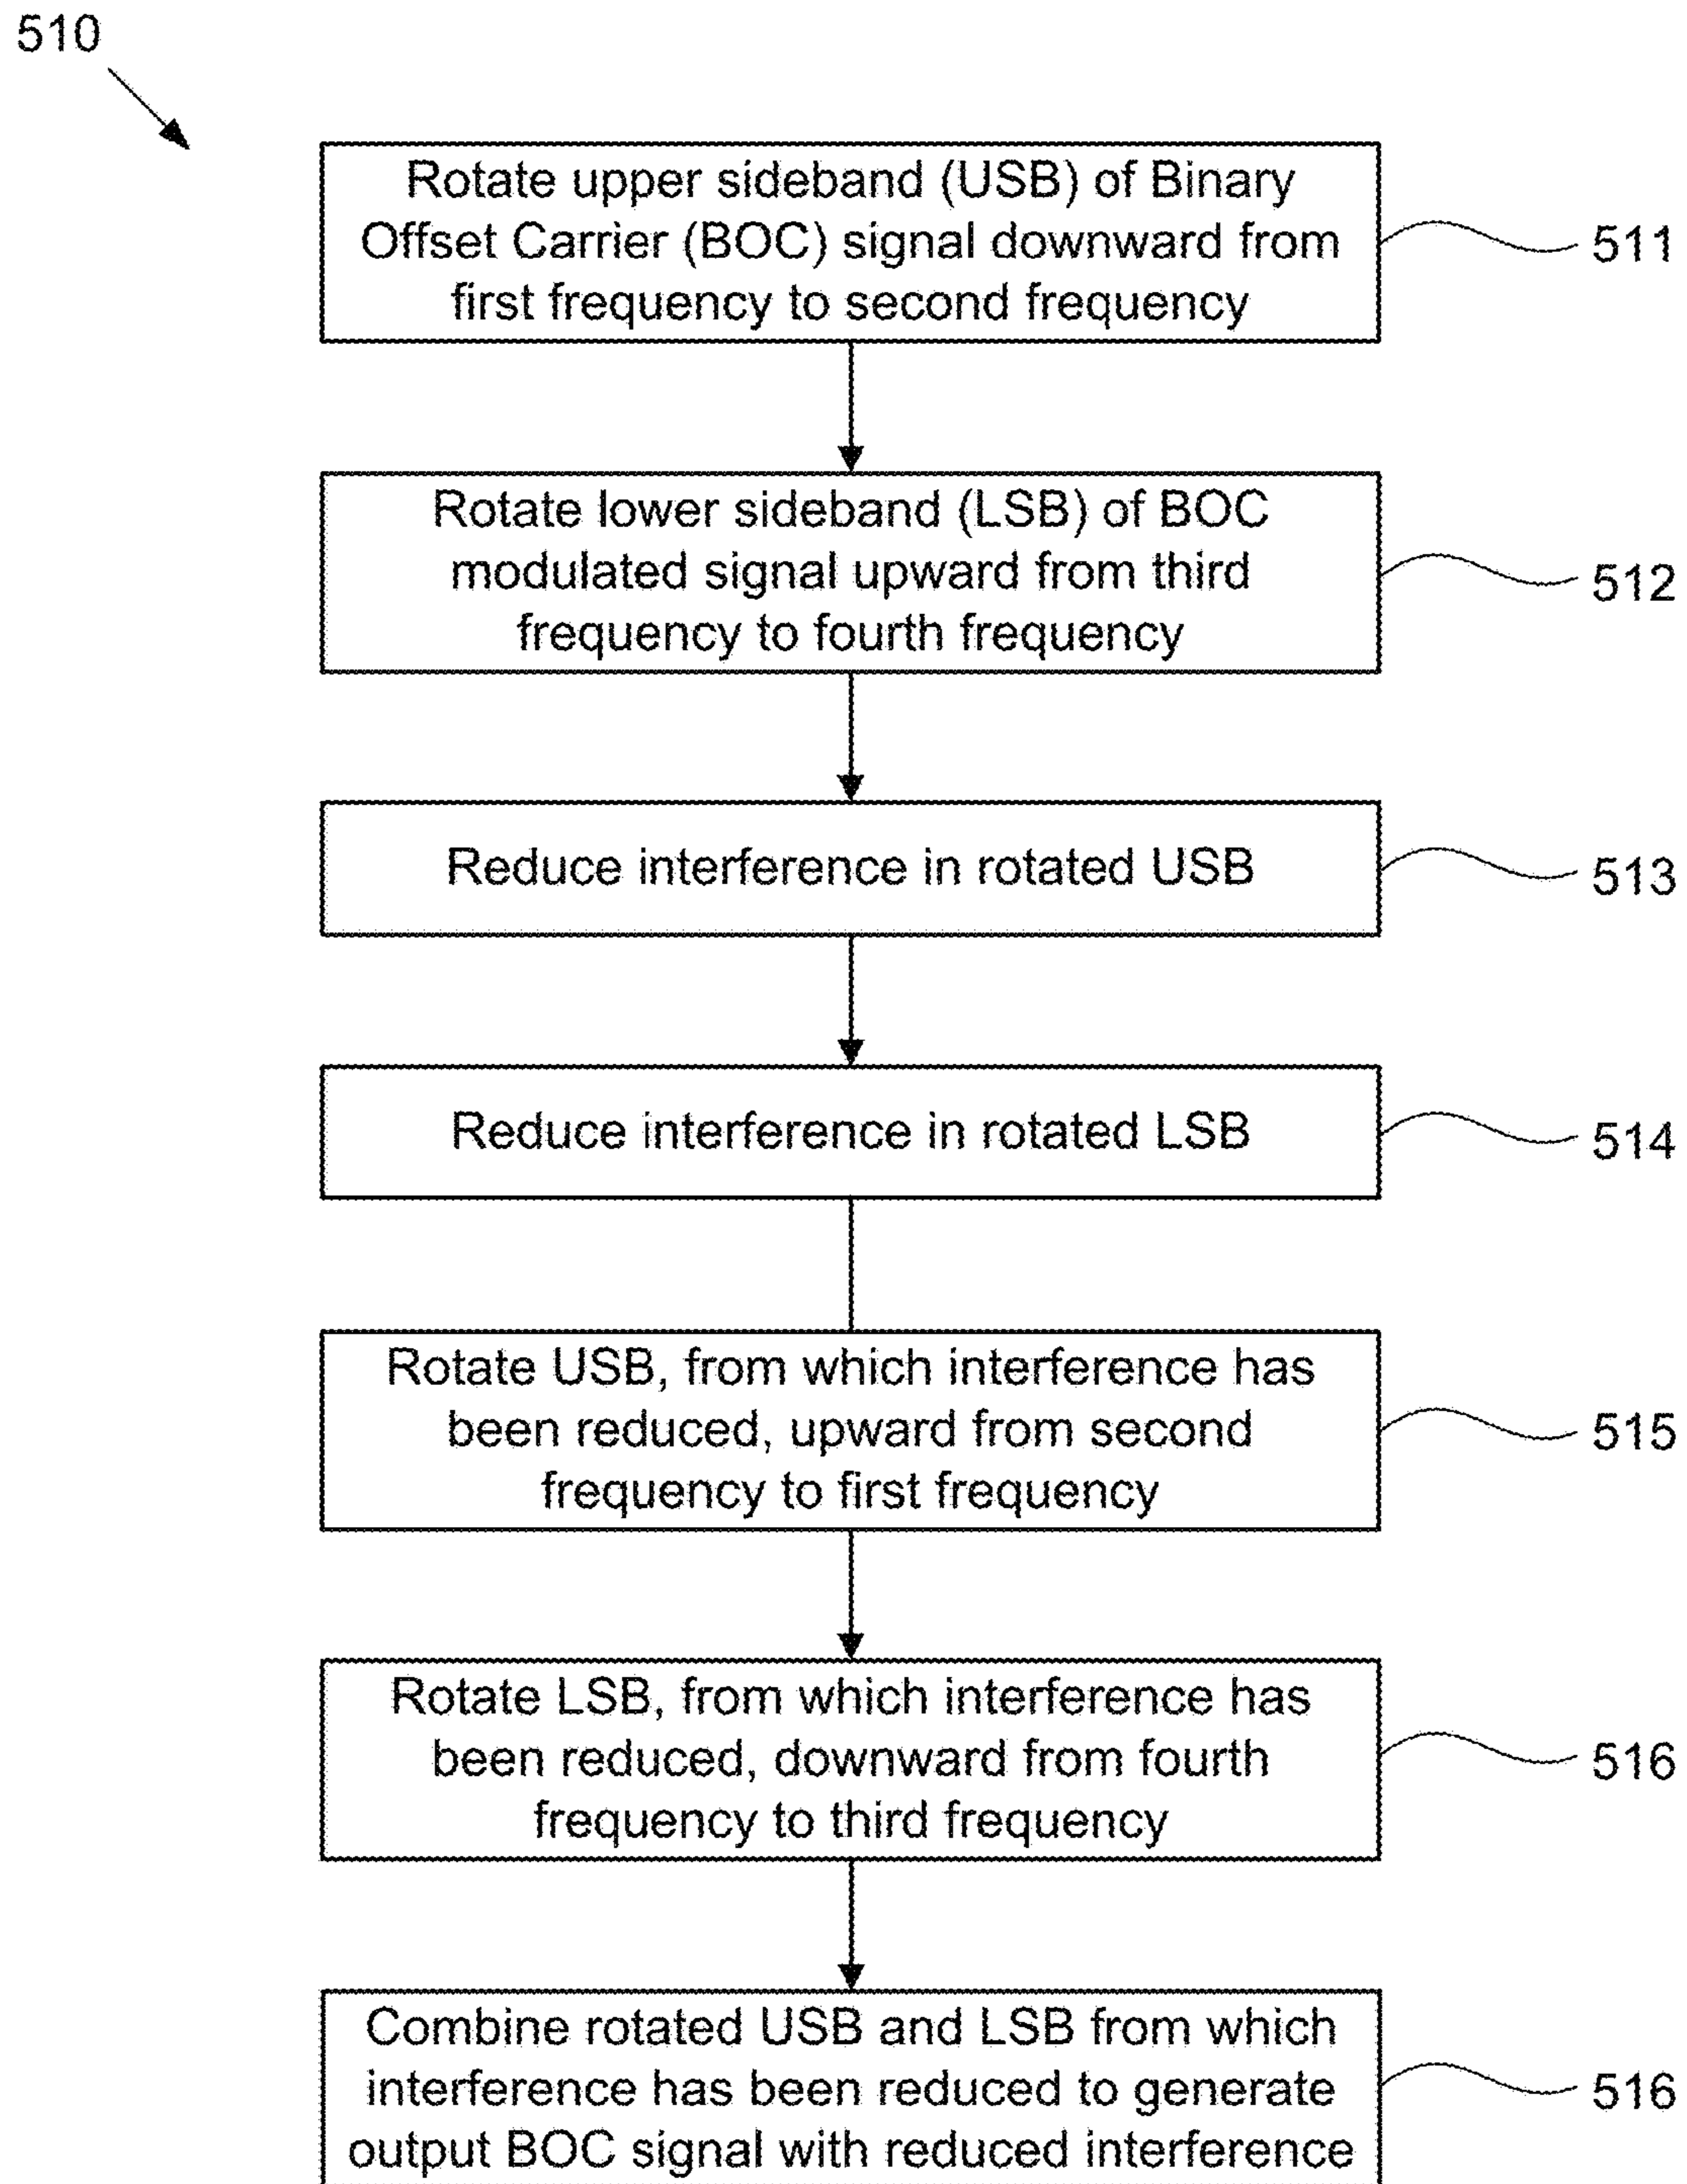 510
Rotate upper sideband (USB) of Binary
Offset Carrier (BOC) signal downward from
first frequency to second frequency
511
Rotate lower sideband (LSB) of BOC
modulated signal upward from third
frequency to fourth frequency
512
Reduce interference in rotated USB
513
Reduce interference in rotated LSB
514
Rotate USB, from which interference has
been reduced, upward from second
frequency to first frequency
515
Rotate LSB, from which interference has
been reduced, downward from fourth
frequency to third frequency
516
Combine rotated USB and LSB from which
interference has been reduced to generate
output BOC signal with reduced interference
516